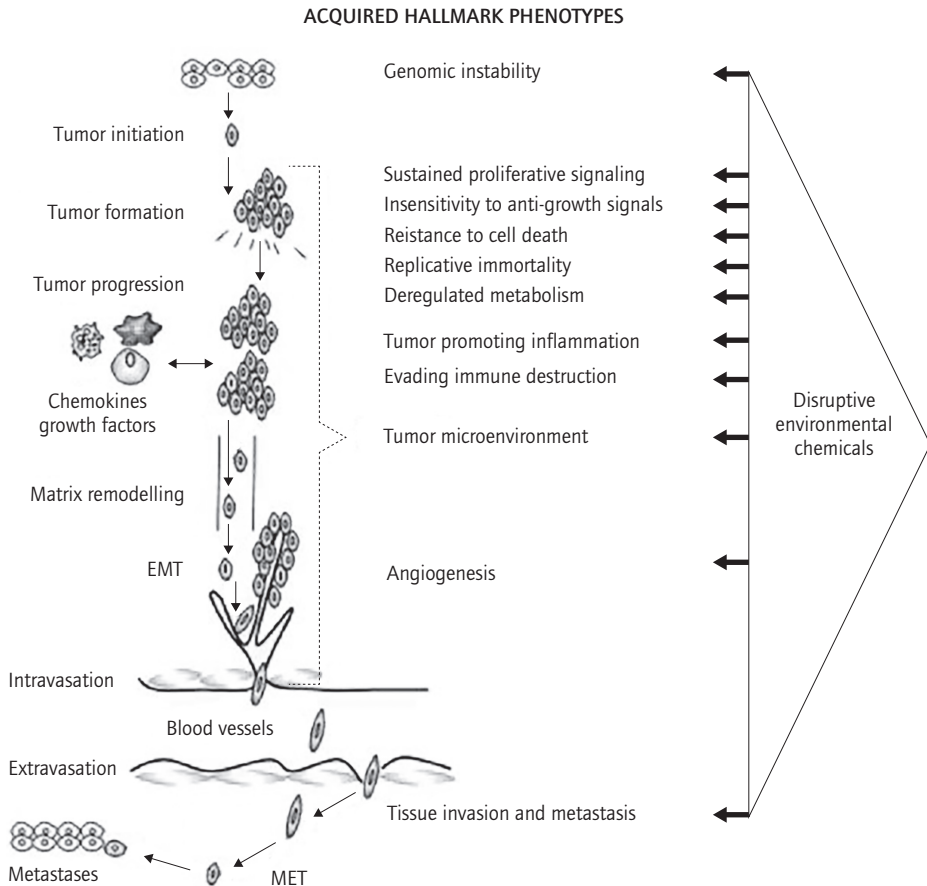 ACQUIRED HALLMARK PHENOTYPES
Genomic instability
Tumor initiation
Sustained proliferative signaling
Insensitivity to anti-growth signals
Tumor formation
Reistance to cell death
Replicative immortality
Tumor progression
Deregulated metabolism
Tumor promoting inflammation
Evading immune destruction
Chemokines
growth factors
Disruptive
environmental
chemicals
Tumor microenvironment
Matrix remodelling
EMT
Angiogenesis
Intravasation
Blood vessels
Extravasation
Tissue invasion and metastasis
Metastases
MET